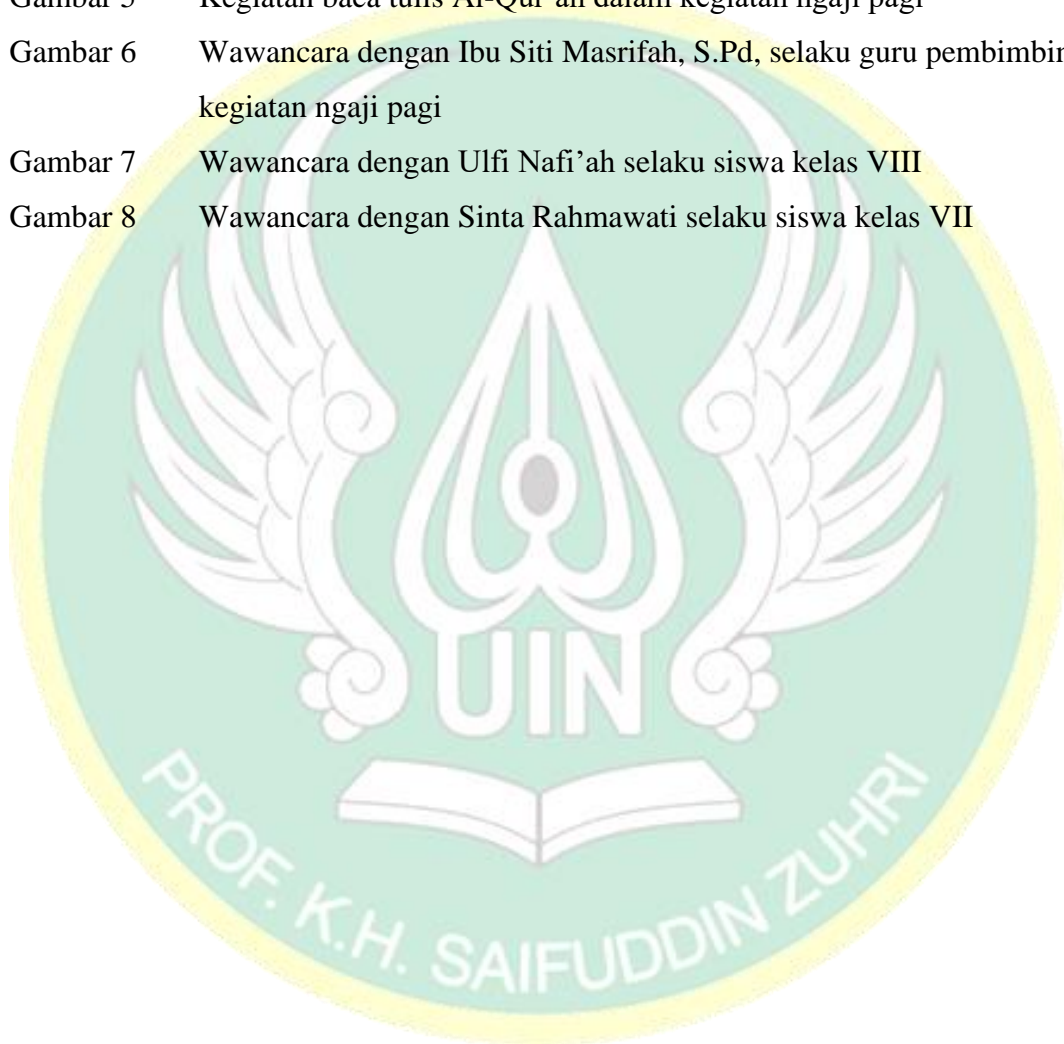 Gambar 5 Kegiatan baca tulis Al-Qur'an dalam kegiatan ngaji pagi
Gambar 6 Wawancara dengan Ibu Siti Masrifah, S.Pd, selaku guru pembimbin
kegiatan ngaji pagi
Gambar 7 Wawancara dengan Ulfi Nafi’ah selaku siswa kelas VIII
Gambar 8 Wawancara dengan Sinta Rahmawati selaku siswa kelas VII
UIN
PROF. K.H. SAIFUDDIN ZUHRI